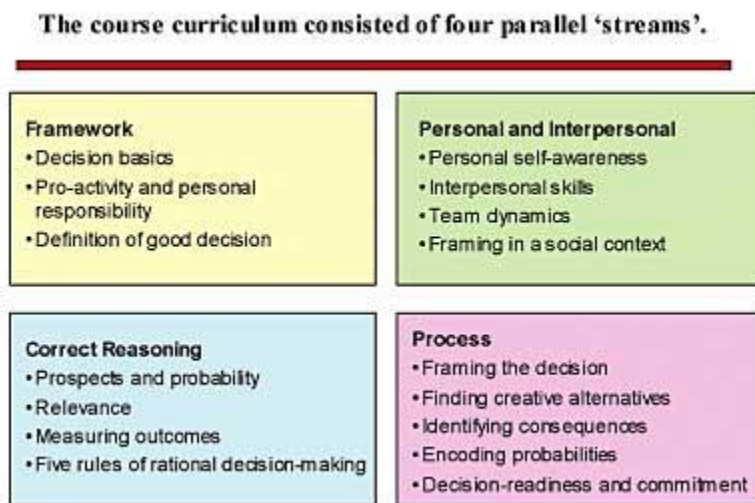 The course curriculum consisted of four parallel ‘streams’.
Framework
•Decision basics
•Pro-activity and personal
responsibility
•Definition of good decision
Personal and Interpersonal
•Personal self-awareness
•Interpersonal skills
•Team dynamics
•Framing in a social context
Correct Reasoning
•Prospects and probability
•Relevance
•Measuring outcomes
•Five rules of rational decision-making
Process
•Framing the decision
•Finding creative alternatives
•Identifying consequences
•Encoding probabilities
•Decision-readiness and commitment